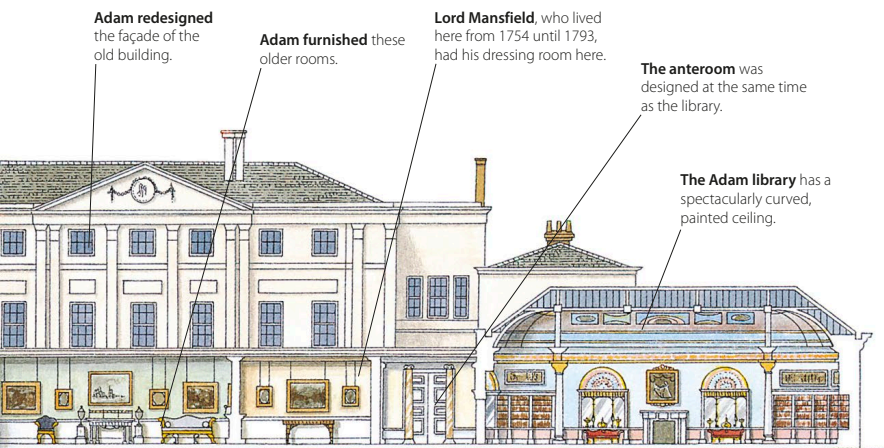 Adam redesigned
the façade of the
old building.
Adam furnished these
older rooms.
Lord Mansfield, who lived
here from 1754 until 1793,
had his dressing room here.
The anteroom was
designed at the same time
as the library.
The Adam library has a
spectacularly curved,
painted ceiling.